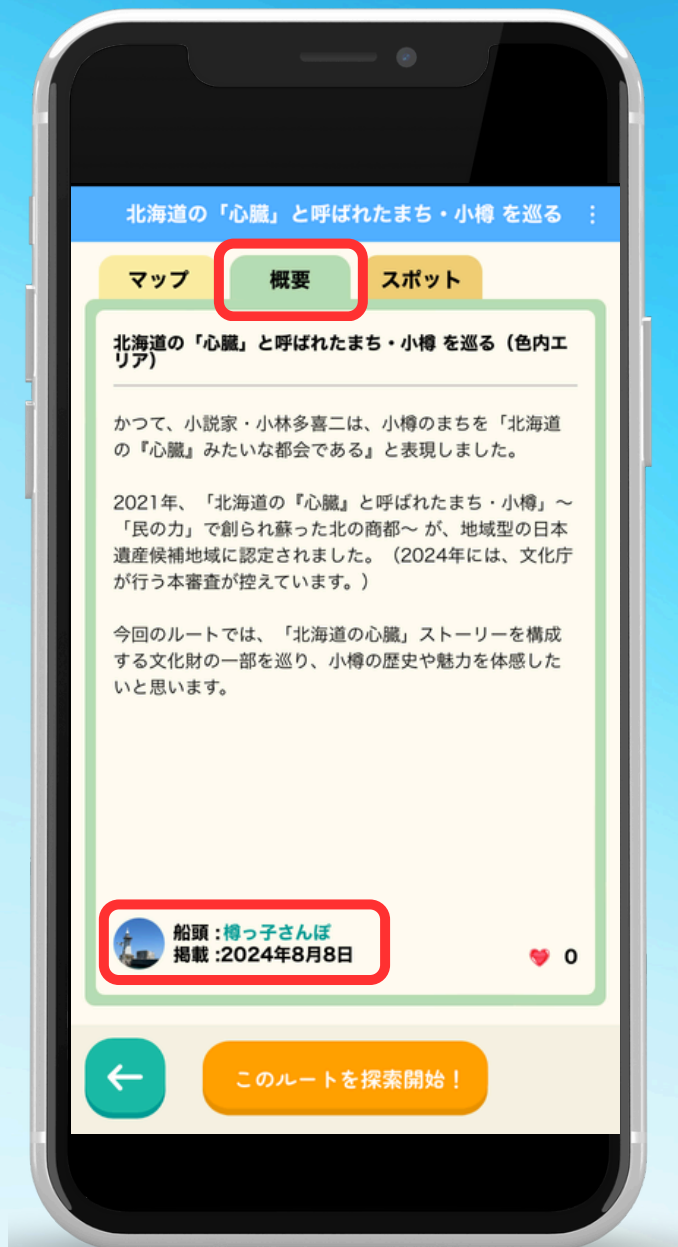 北海道の「心臓」と呼ばれたまち・小樽 を巡る
マップ
概要
スポット
北海道の「心臓」と呼ばれたまち・小樽 を巡る（色内エ
リア）
かつて、小説家・小林多喜二は、小樽のまちを「北海道
の『心臓』みたいな都会である』と表現しました。
2021年、「北海道の『心臓』と呼ばれたまち・小樽」～
「民の力」で創られ蘇った北の商都～ が、地域型の日本
遺産候補地域に認定されました。（2024年には、文化庁
が行う本審査が控えています。）
今回のルートでは、「北海道の心臓」ストーリーを構成
する文化財の一部を巡り、小樽の歴史や魅力を体感した
いと思います。
船頭 :樽っ子さんぽ
掲載 :2024年8月8日
0
このルートを探索開始！